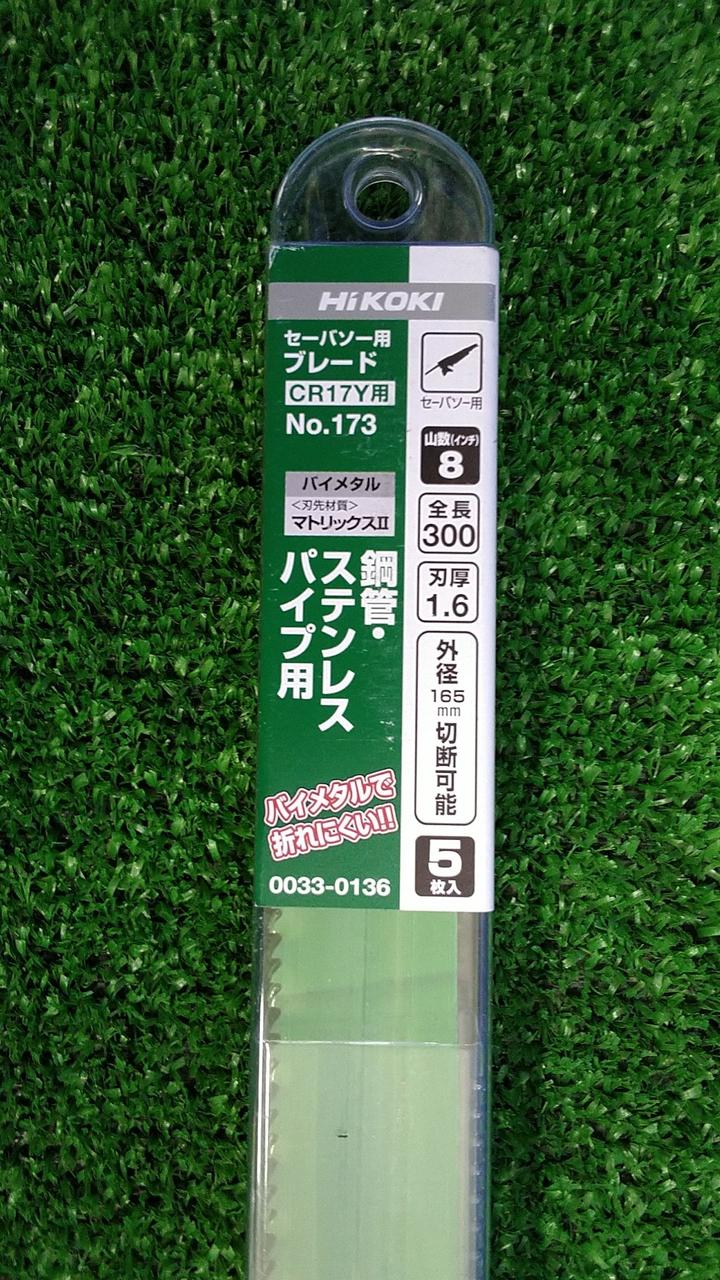 HiKOKI
セーバソー用
ブレード
CR17Y用
No.173
バイメタル
<刃先材質>
マトリックスⅡ
鋼管・
ステンレス
パイプ用
バイメタルで
折れにくい!!
0033-0136
セーバソー用
山数(インチ)
8
全長
300
刃厚
1.6
外径
165
mm
切断可能
5
枚入